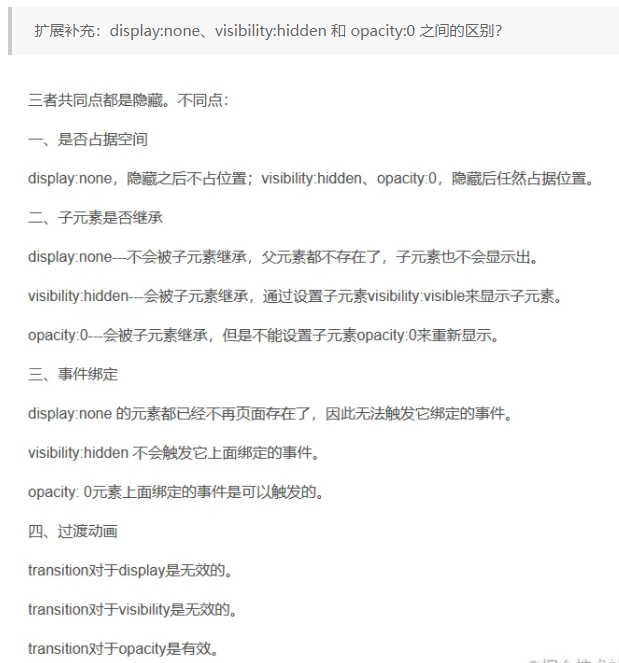 扩展补充：display:none、visibility:hidden 和 opacity:0 之间的区别？
三者共同点都是隐藏。不同点：
一、是否占据空间
display:none，隐藏之后不占位置；visibility:hidden、opacity:0，隐藏后任然占据位置。
二、子元素是否继承
display:none---不会被子元素继承，父元素都不存在了，子元素也不会显示出。
visibility:hidden---会被子元素继承，通过设置子元素visibility:visible来显示子元素。
opacity:0---会被子元素继承，但是不能设置子元素opacity:0来重新显示。
三、事件绑定
display:none 的元素都已经不再页面存在了，因此无法触发它绑定的事件。
visibility:hidden 不会触发它上面绑定的事件。
opacity: 0元素上面绑定的事件是可以触发的。
四、过渡动画
transition对于display是无效的。
transition对于visibility是无效的。
transition对于opacity是有效。